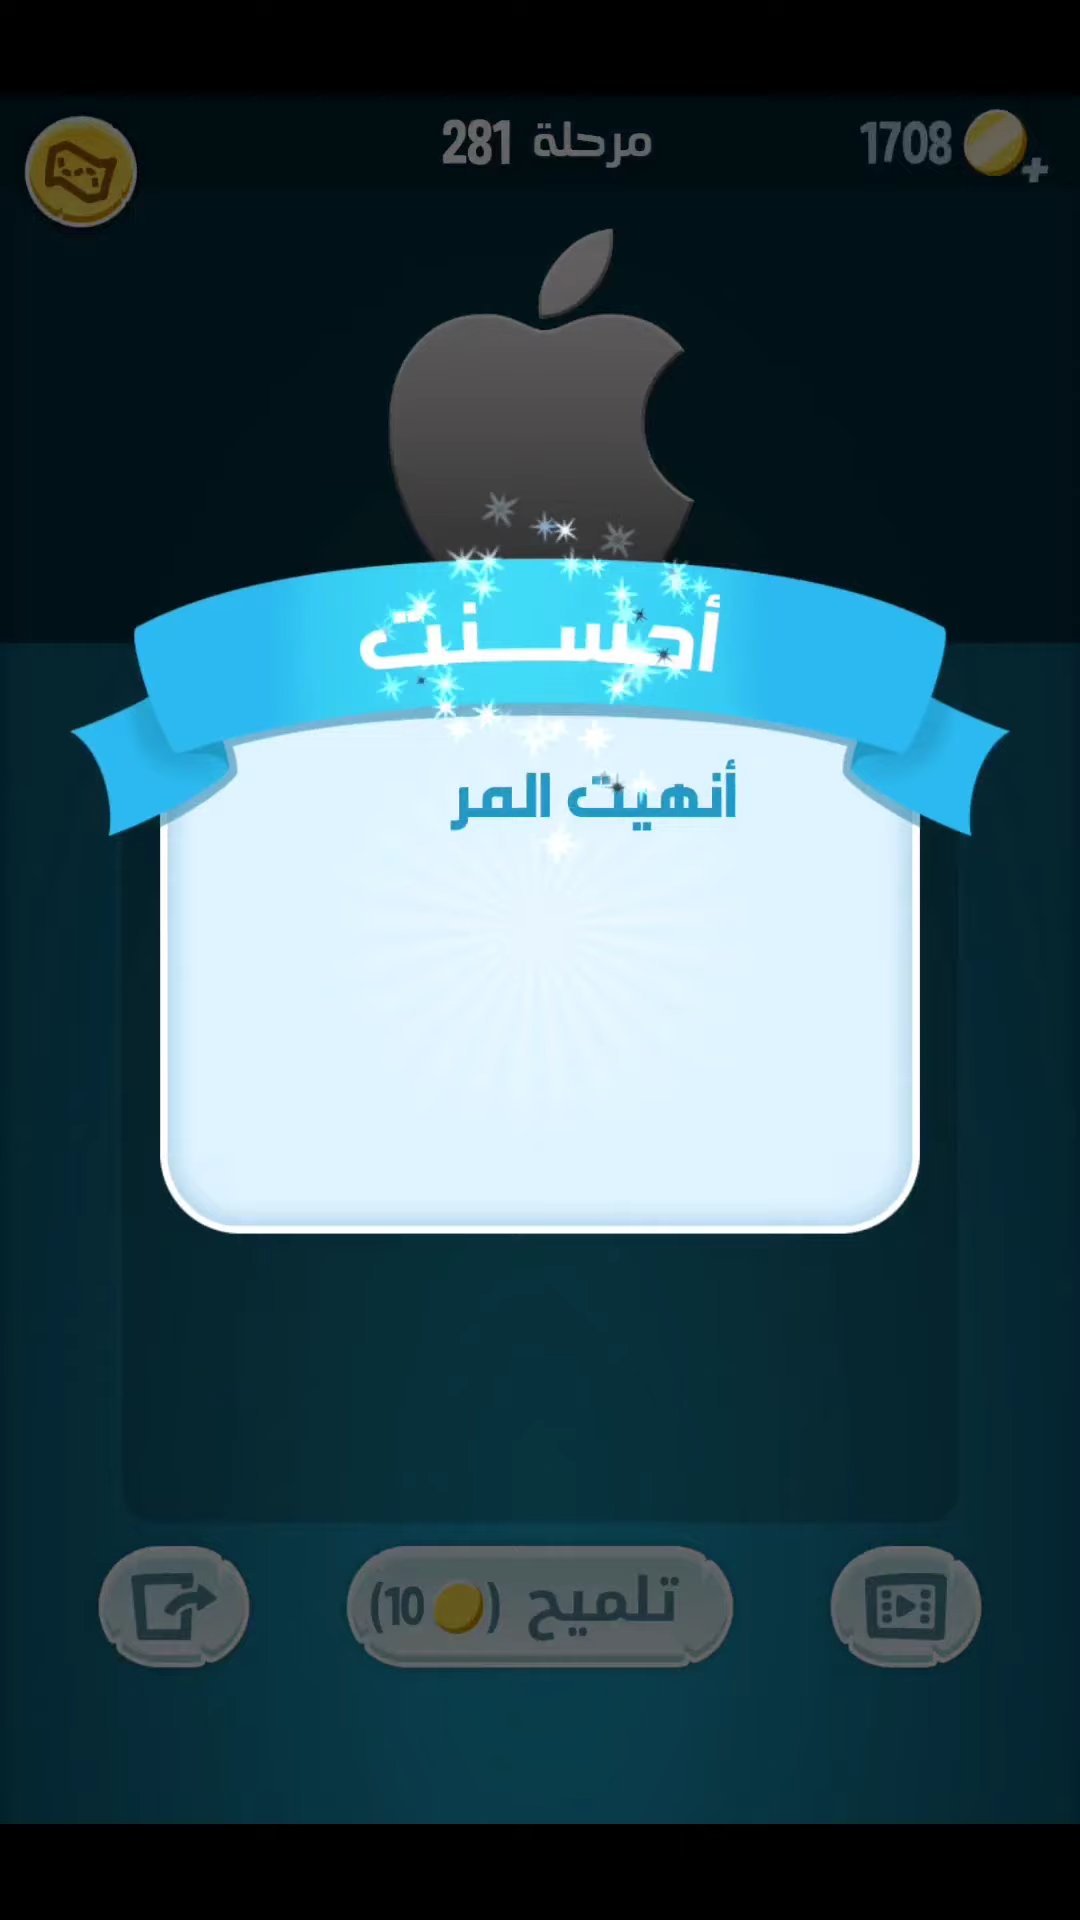 مرحلة 281
1708
أحسنت
أنهيت المر
تلميح (10)